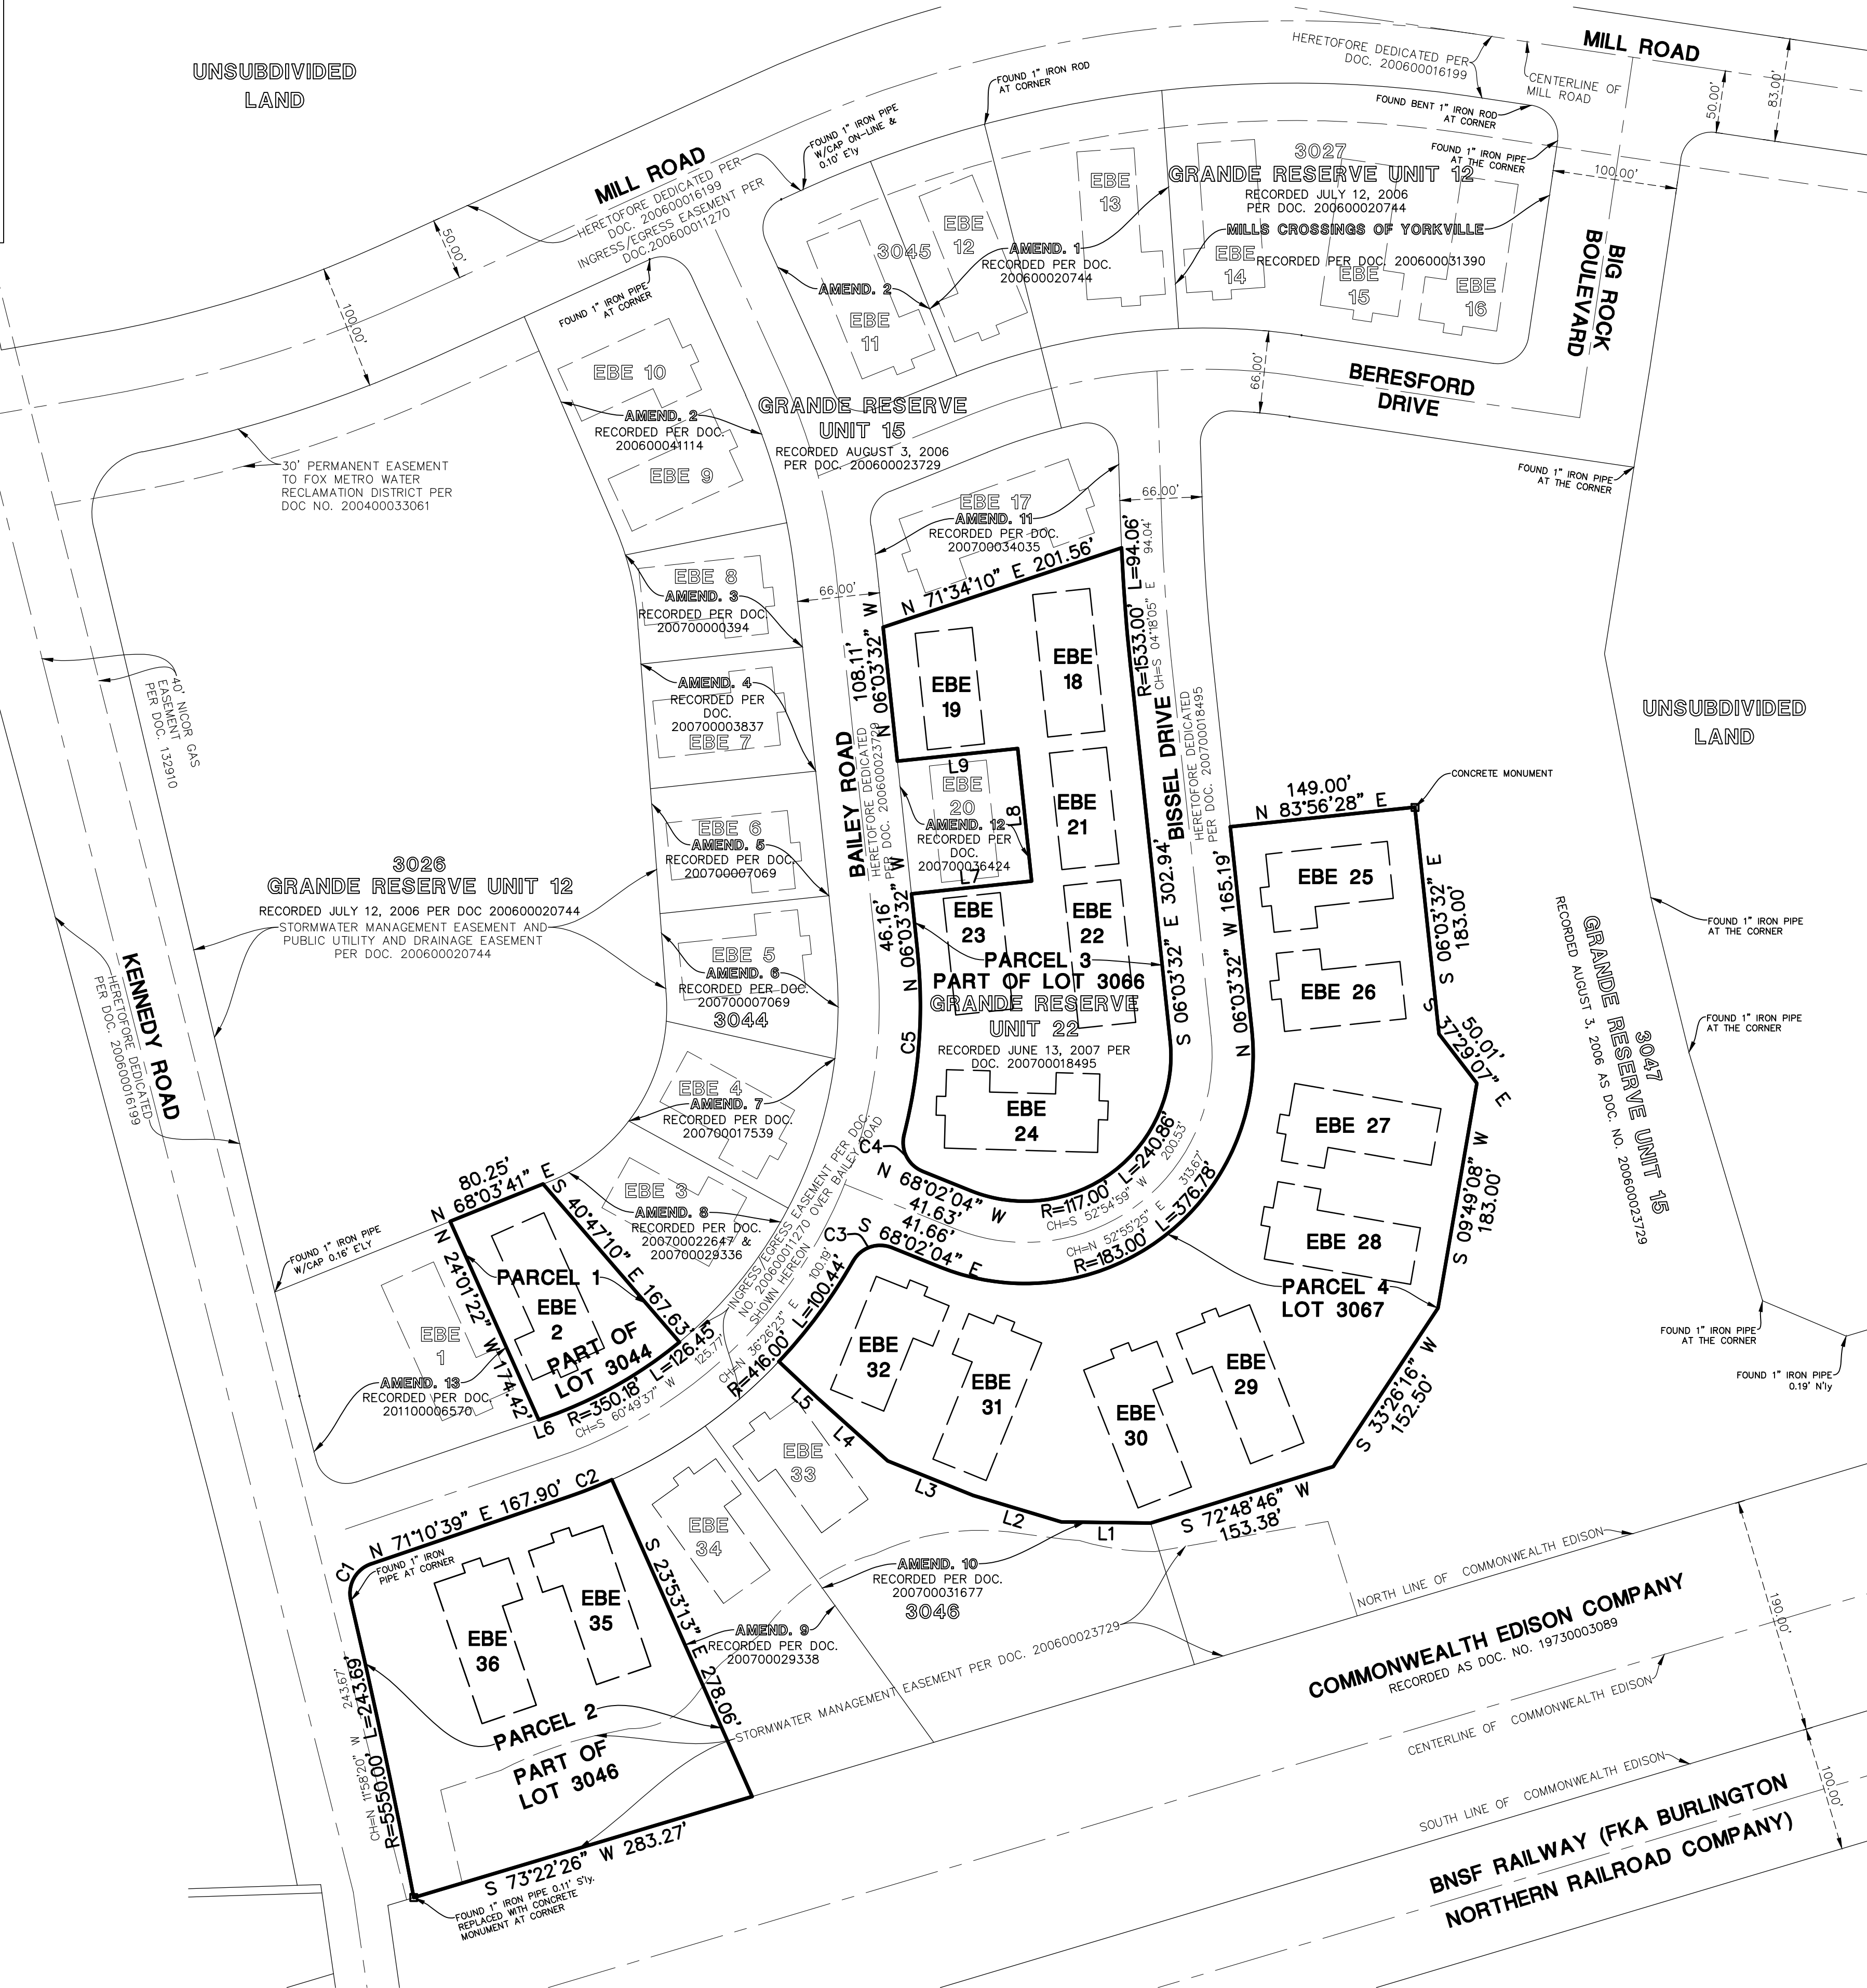 UNSUBDIVIDED
LAND
MILL ROAD
HERETOFORE DEDICATED PER
DOC. 200600016199
CENTERLINE OF
MILL ROAD
50.00'
83.00'
FOUND 1" IRON ROD
AT CORNER
FOUND BENT 1" IRON ROD
AT CORNER
FOUND 1" IRON PIPE
AT THE CORNER
100.00'
FOUND 1" IRON PIPE
W/CAP ON-LINE &
0.10' E'ly
MILL ROAD
HERETOFORE DEDICATED PER
DOC. 200600016199
INGRESS/EGRESS EASEMENT PER
DOC.200600011270
50.00'
100.00'
FOUND 1" IRON PIPE
AT CORNER
3027
GRANDE RESERVE UNIT 12
RECORDED JULY 12, 2006
PER DOC. 200600020744
MILLS CROSSINGS OF YORKVILLE
RECORDED PER DOC. 200600031390
EBE
13
EBE
14
EBE
15
EBE
16
EBE
12
3045
AMEND. 1
RECORDED PER DOC.
200600020744
AMEND. 2
EBE
11
BIG ROCK
BOULEVARD
BERESFORD
DRIVE
66.00'
EBE 10
AMEND. 2
RECORDED PER DOC.
200600041114
EBE 9
GRANDE RESERVE
UNIT 15
RECORDED AUGUST 3, 2006
PER DOC. 200600023729
30' PERMANENT EASEMENT
TO FOX METRO WATER
RECLAMATION DISTRICT PER
DOC NO. 200400033061
FOUND 1" IRON PIPE
AT THE CORNER
EBE 17
AMEND. 11
RECORDED PER DOC.
200700034035
66.00'
N 71°34'10" E 201.56'
R=1533.00' L=94.06'
94.04'
CH=S 04°18'05" E
EBE 8
AMEND. 3
RECORDED PER DOC.
200700000394
66.00'
108.11'
N 06°03'32" W
EBE
18
EBE
19
40' NICOR GAS
EASEMENT
PER DOC. 132910
AMEND. 4
RECORDED PER
DOC.
200700003837
EBE 7
BAILEY ROAD
HERETOFORE DEDICATED
PER DOC. 200600023729
L9
EBE
20
AMEND. 12
RECORDED PER
DOC.
200700036424
L8
L7
EBE
21
BISSEL DRIVE
HERETOFORE DEDICATED
PER DOC. 200700018495
UNSUBDIVIDED
LAND
149.00'
N 83°56'28" E
CONCRETE MONUMENT
EBE 6
AMEND. 5
RECORDED PER DOC.
200700007069
3026
GRANDE RESERVE UNIT 12
RECORDED JULY 12, 2006 PER DOC 200600020744
STORMWATER MANAGEMENT EASEMENT AND
PUBLIC UTILITY AND DRAINAGE EASEMENT
PER DOC. 200600020744
46.16'
N 06°03'32" W
EBE
23
EBE
22
PARCEL 3
PART OF LOT 3066
GRANDE RESERVE
UNIT 22
RECORDED JUNE 13, 2007 PER
DOC. 200700018495
S 06°03'32" E 302.94'
N 06°03'32" W 165.19'
EBE 25
EBE 26
S 06°03'32" E
183.00'
FOUND 1" IRON PIPE
AT THE CORNER
EBE 5
AMEND. 6
RECORDED PER DOC.
200700007069
3044
KENNEDY ROAD
HERETOFORE DEDICATED
PER DOC. 200600016199
FOUND 1" IRON PIPE
AT THE CORNER
S 37°29'07" E
50.01'
3047
GRANDE RESERVE UNIT 15
RECORDED AUGUST 3, 2006 AS DOC. NO. 200600023729
C5
EBE
24
C4
EBE 4
AMEND. 7
RECORDED PER DOC.
200700017539
EBE 27
EBE 28
S 09°49'08" W
183.00'
N 68°02'04" W
41.63'
R=117.00' L=240.86'
CH=S 52°54'59" W
200.53'
41.66'
S 68°02'04" E
C3
CH=N 52°55'25" E 313.67'
R=183.00' L=376.78'
PARCEL 4
LOT 3067
80.25'
N 68°03'41" E
S 40°47'10" E 167.63'
EBE 3
AMEND. 8
RECORDED PER DOC.
200700022647 &
200700029336
INGRESS/EGRESS EASEMENT PER DOC.
NO. 200600011270 OVER BAILEY ROAD
SHOWN HEREON
FOUND 1" IRON PIPE
W/CAP 0.16' E'LY
N 24°01'22" W 174.42'
PARCEL 1
EBE
2
PART OF
LOT 3044
EBE
1
AMEND. 13
RECORDED PER DOC.
201100006570
L6
R=350.18' L=126.45'
CH=S 60°49'37" W 125.77'
R=416.00' L=100.44'
CH=N 36°26'23" E 100.19'
L5
L4
L3
L2
L1
EBE
32
EBE
31
EBE
30
EBE
29
S 33°26'16" W
152.50'
S 72°48'46" W
153.38'
FOUND 1" IRON PIPE
AT THE CORNER
FOUND 1" IRON PIPE
0.19' N'ly
EBE
33
EBE
34
C1
N 71°10'39" E 167.90'
C2
FOUND 1" IRON
PIPE AT CORNER
EBE
36
EBE
35
S 23°53'13" E 278.06'
AMEND. 10
RECORDED PER DOC.
200700031677
3046
AMEND. 9
RECORDED PER DOC.
200700029338
STORMWATER MANAGEMENT EASEMENT PER DOC. 200600023729
PARCEL 2
PART OF
LOT 3046
R=5550.00' L=243.69'
CH=N 11°58'20" W 243.67'
S 73°22'26" W 283.27'
FOUND 1" IRON PIPE 0.11' S'ly.
REPLACED WITH CONCRETE
MONUMENT AT CORNER
NORTH LINE OF COMMONWEALTH EDISON
COMMONWEALTH EDISON COMPANY
RECORDED AS DOC. NO. 19730003089
CENTERLINE OF COMMONWEALTH EDISON
190.00'
SOUTH LINE OF COMMONWEALTH EDISON
100.00'
BNSF RAILWAY (FKA BURLINGTON
NORTHERN RAILROAD COMPANY)